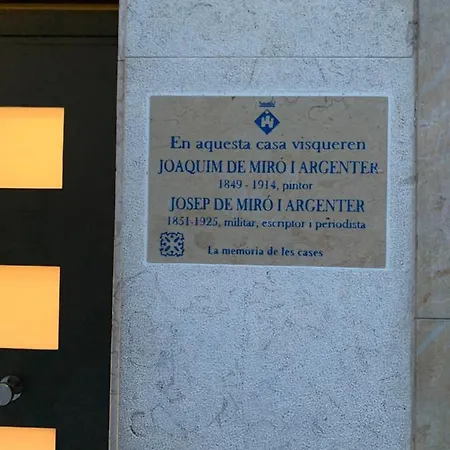 En aquesta casa visqueren
JOAQUIM DE MIRÓ I ARGENTER
1849 - 1914, pintor
JOSEP DE MIRÓ I ARGENTER
1851-1925, militar, escriptor i periodista
La memoria de les cases